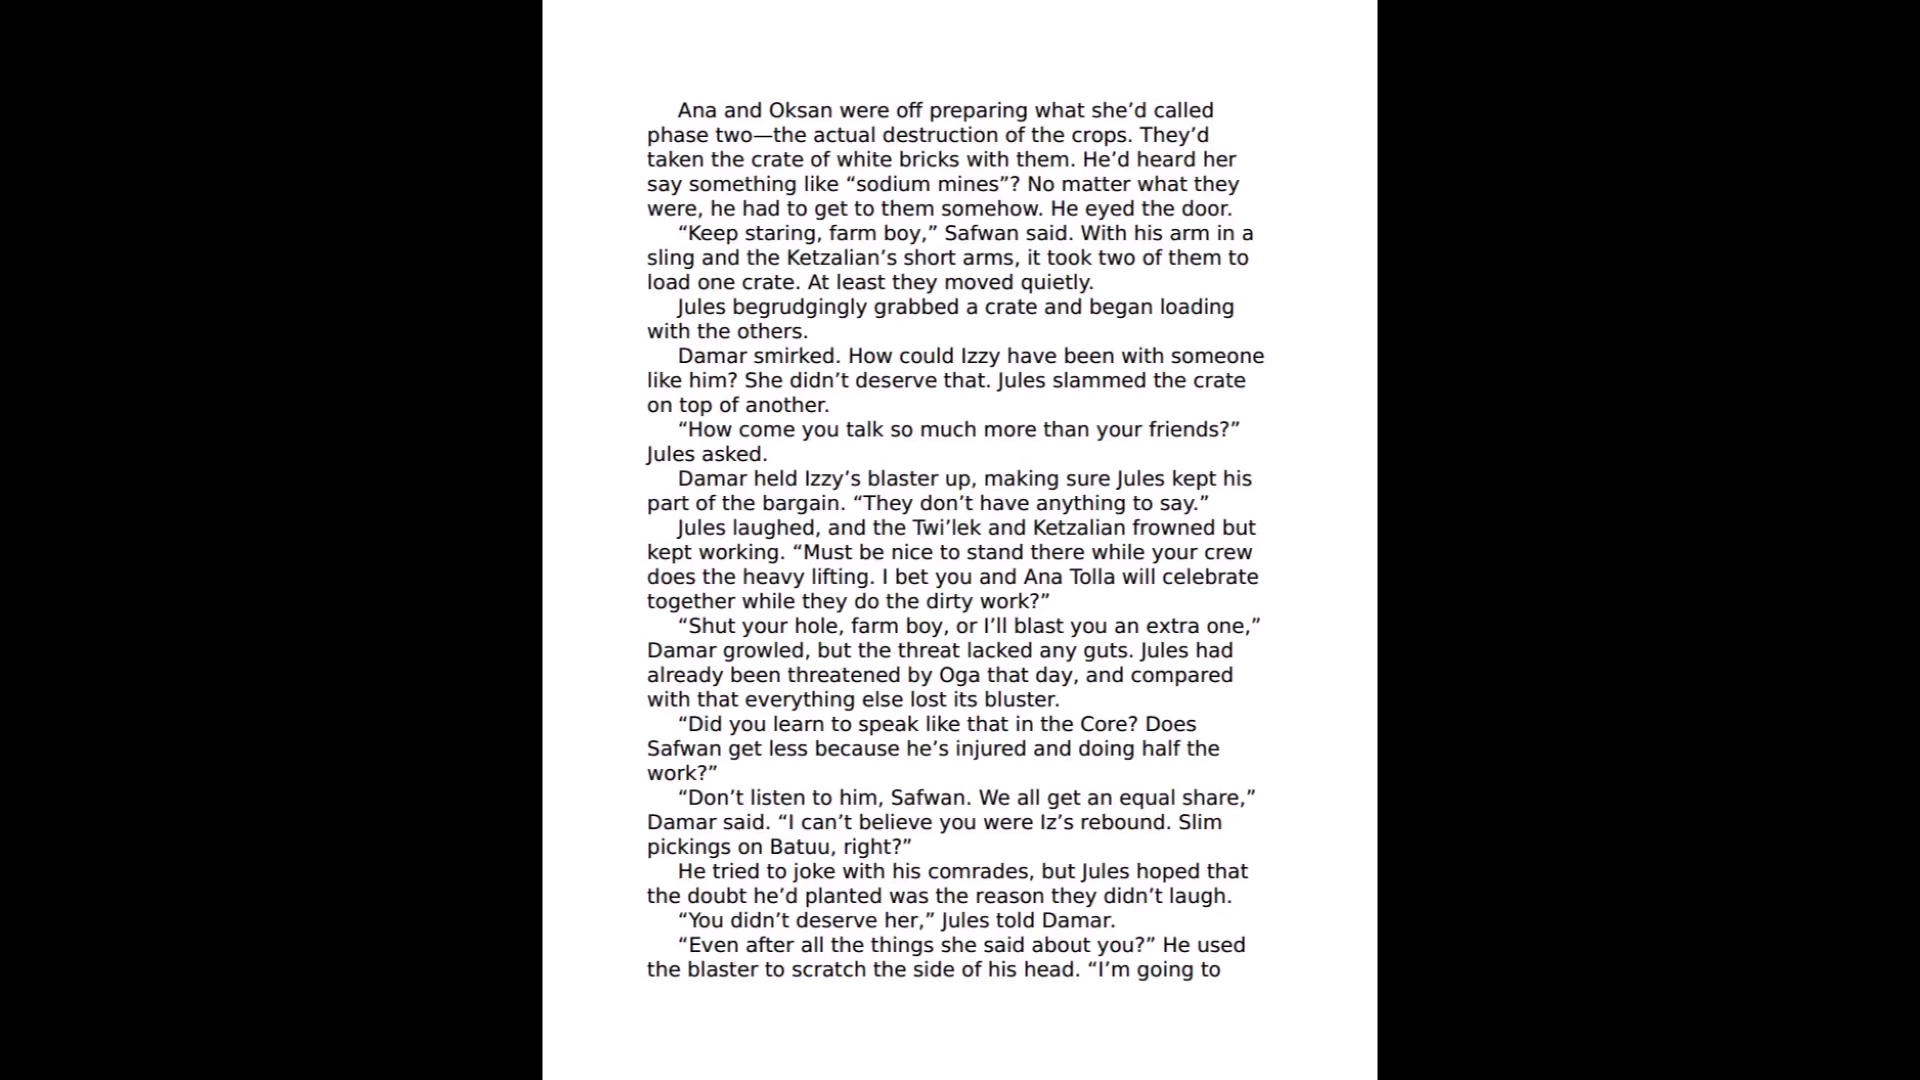 Ana and Oksan were off preparing what she’d called
phase two—the actual destruction of the crops. They’d
taken the crate of white bricks with them. He’d heard her
say something like “sodium mines”? No matter what they
were, he had to get to them somehow. He eyed the door.
“Keep staring, farm boy,” Safwan said. With his arm in a
sling and the Ketzalian’s short arms, it took two of them to
load one crate. At least they moved quietly.
Jules begrudgingly grabbed a crate and began loading
with the others.
Damar smirked. How could Izzy have been with someone
like him? She didn’t deserve that. Jules slammed the crate
on top of another.
“How come you talk so much more than your friends?”
Jules asked.
Damar held Izzy’s blaster up, making sure Jules kept his
part of the bargain. “They don’t have anything to say.”
Jules laughed, and the Twi’lek and Ketzalian frowned but
kept working. “Must be nice to stand there while your crew
does the heavy lifting. I bet you and Ana Tolla will celebrate
together while they do the dirty work?”
“Shut your hole, farm boy, or I’ll blast you an extra one,”
Damar growled, but the threat lacked any guts. Jules had
already been threatened by Oga that day, and compared
with that everything else lost its bluster.
“Did you learn to speak like that in the Core? Does
Safwan get less because he’s injured and doing half the
work?”
“Don’t listen to him, Safwan. We all get an equal share,”
Damar said. “I can’t believe you were Iz’s rebound. Slim
pickings on Batuu, right?”
He tried to joke with his comrades, but Jules hoped that
the doubt he’d planted was the reason they didn’t laugh.
“You didn’t deserve her,” Jules told Damar.
“Even after all the things she said about you?” He used
the blaster to scratch the side of his head. “I’m going to